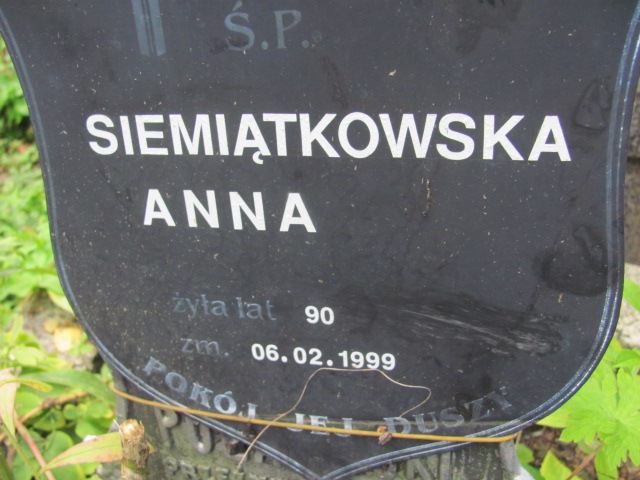 Ś.P.
SIEMIĄTKOWSKA
ANNA
żyła lat 90
zm. 06.02.1999
POKÓJ JEJ DUSZY